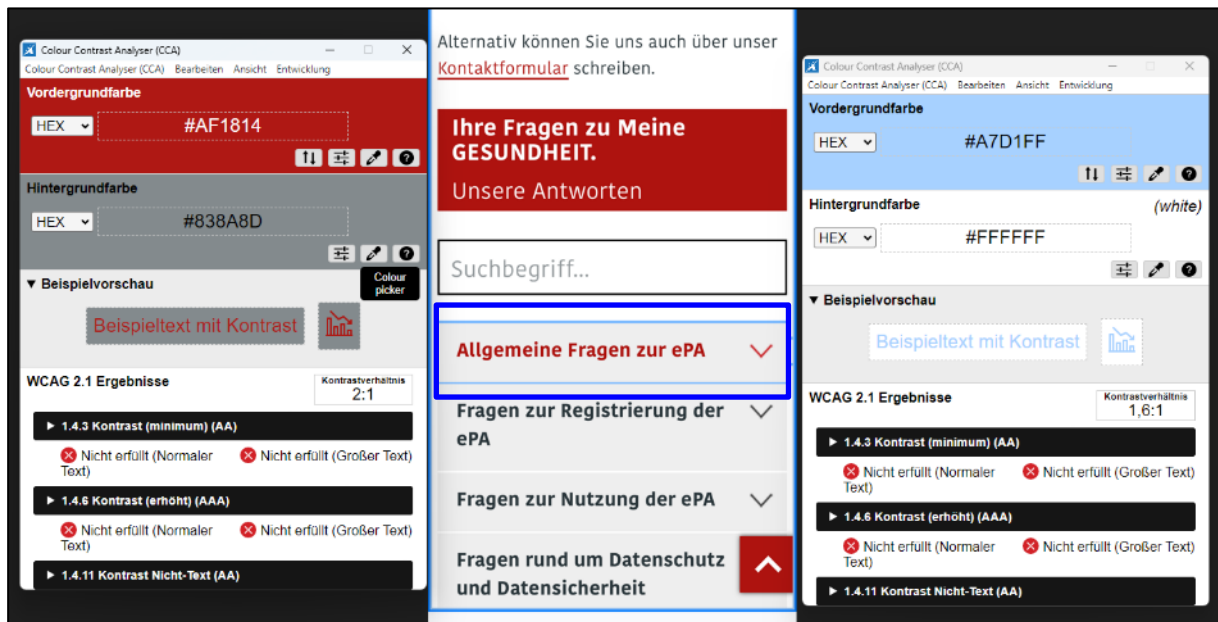 Colour Contrast Analyser (CCA)
Colour Contrast Analyser (CCA) Bearbeiten Ansicht Entwicklung
Vordergrundfarbe
HEX
#AF1814
Hintergrundfarbe
HEX
#838A8D
Colour
picker
▼ Beispielvorschau
Beispieltext mit Kontrast
WCAG 2.1 Ergebnisse
Kontrastverhältnis
2:1
▶ 1.4.3 Kontrast (minimum) (AA)
Nicht erfüllt (Normaler
Text)
Nicht erfüllt (Großer Text)
▶ 1.4.6 Kontrast (erhöht) (AAA)
Nicht erfüllt (Normaler
Text)
Nicht erfüllt (Großer Text)
▶ 1.4.11 Kontrast Nicht-Text (AA)
Alternativ können Sie uns auch über unser
Kontaktformular schreiben.
Ihre Fragen zu Meine
GESUNDHEIT.
Unsere Antworten
Suchbegriff...
Allgemeine Fragen zur ePA
Fragen zur Registrierung der
ePA
Fragen zur Nutzung der ePA
Fragen rund um Datenschutz
und Datensicherheit
Colour Contrast Analyser (CCA)
Colour Contrast Analyser (CCA) Bearbeiten Ansicht Entwicklung
Vordergrundfarbe
HEX
#A7D1FF
Hintergrundfarbe
(white)
HEX
#FFFFFF
▼ Beispielvorschau
Beispieltext mit Kontrast
WCAG 2.1 Ergebnisse
Kontrastverhältnis
1,6:1
▶ 1.4.3 Kontrast (minimum) (AA)
Nicht erfüllt (Normaler
Text)
Nicht erfüllt (Großer Text)
▶ 1.4.6 Kontrast (erhöht) (AAA)
Nicht erfüllt (Normaler
Text)
Nicht erfüllt (Großer Text)
▶ 1.4.11 Kontrast Nicht-Text (AA)